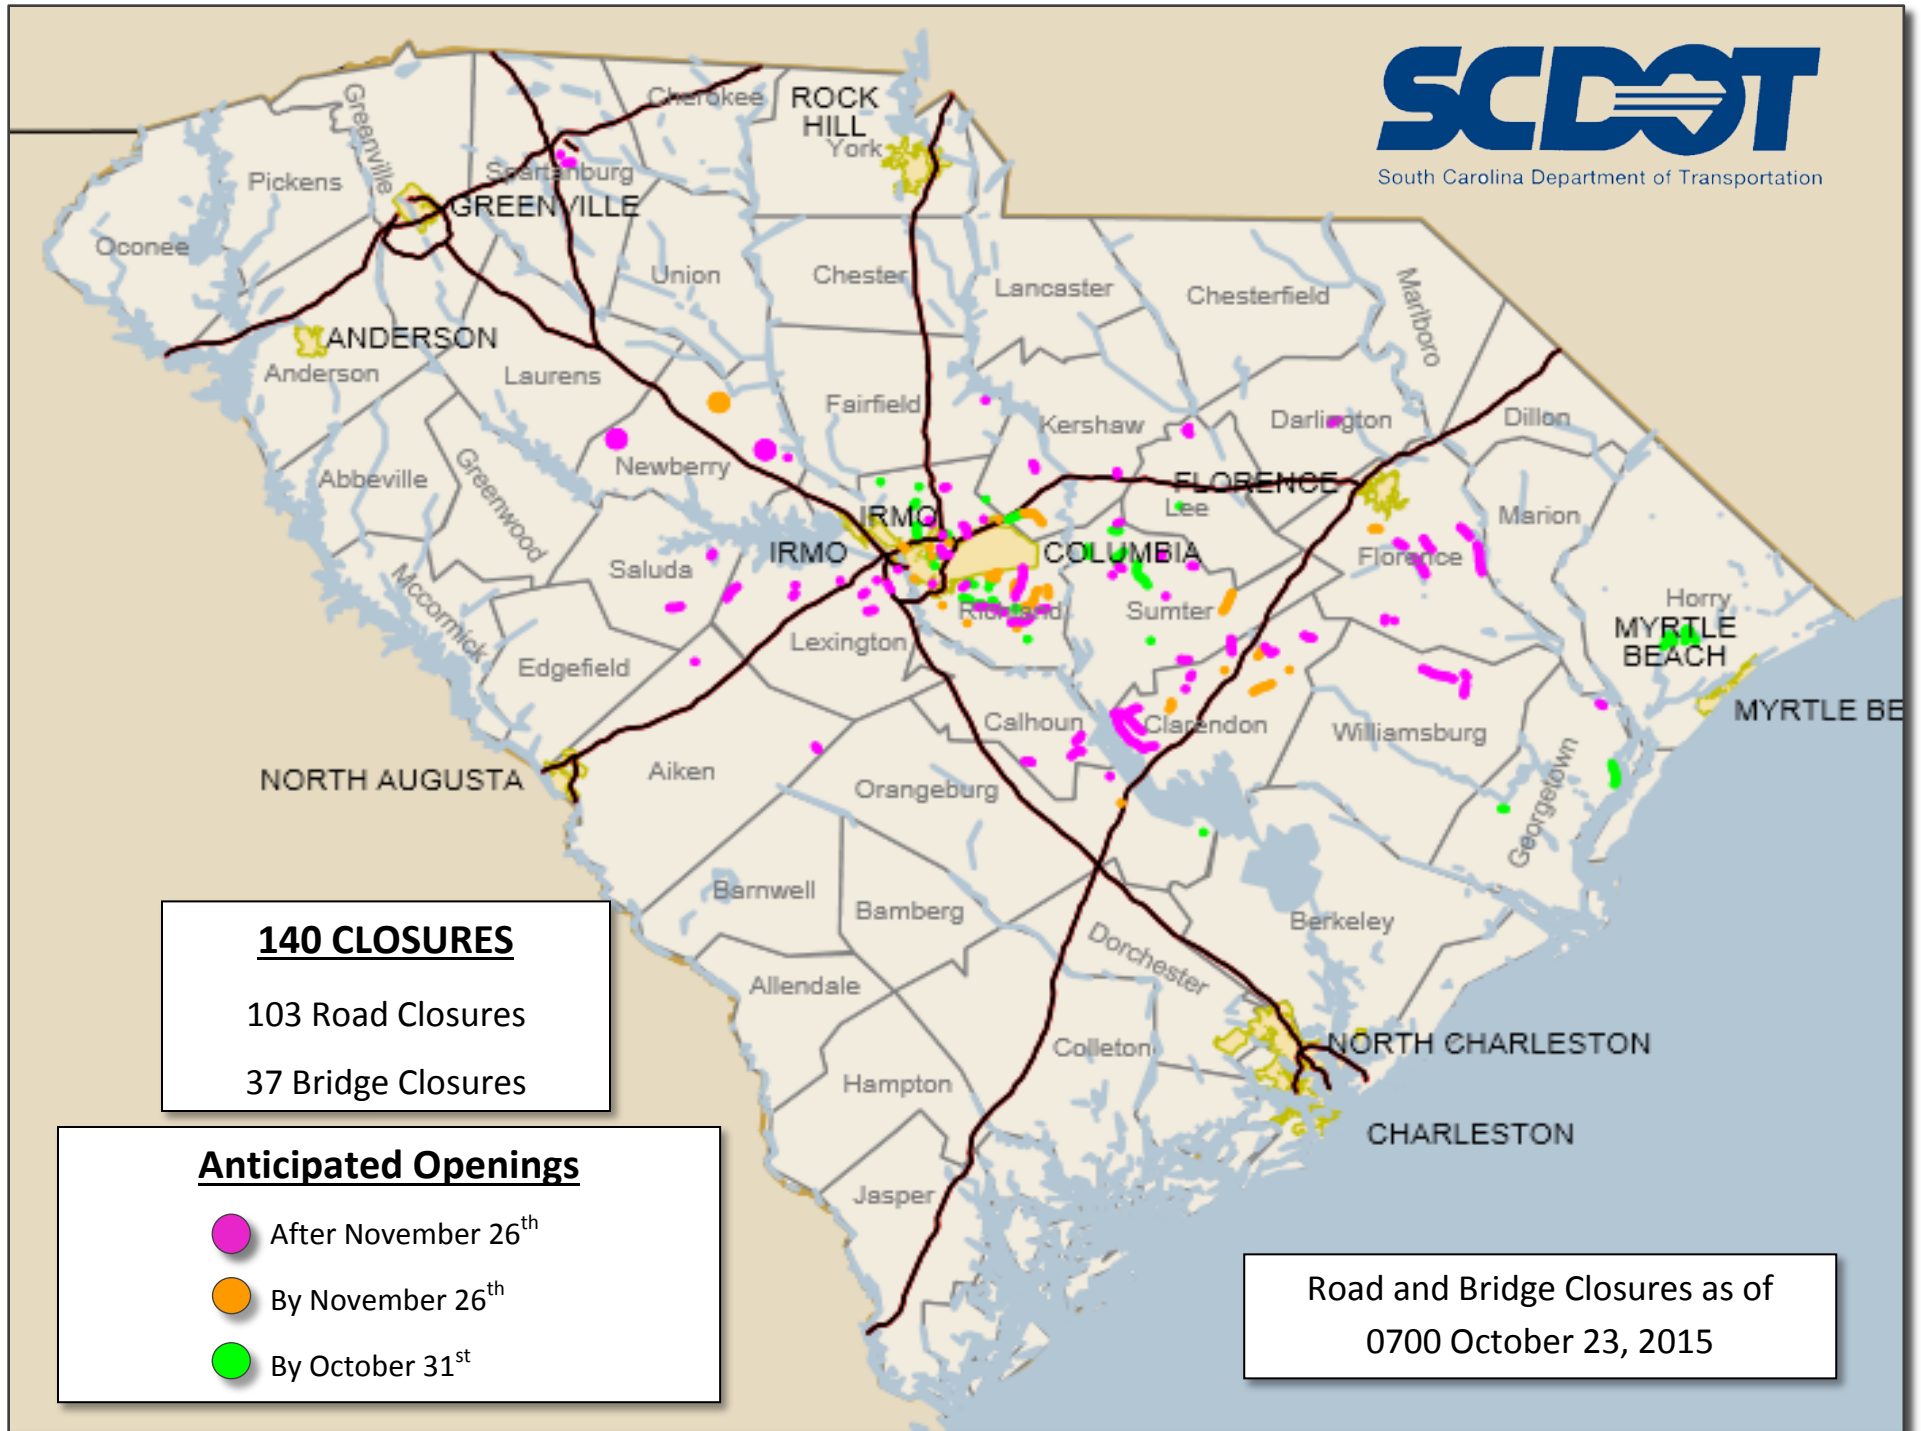 SCDOT
South Carolina Department of Transportation
Cherokee
ROCK
HILL
York
Greenville
Pickens
Spartanburg
GREENVILLE
Oconee
Union
Chester
Lancaster
Chesterfield
Marlboro
ANDERSON
Anderson
Laurens
Fairfield
Kershaw
Darlington
Dillon
Abbeville
Greenwood
Newberry
FLORENCE
Lee
Marion
IRMO
IRMO
COLUMBIA
Florence
Saluda
Mccormick
Richland
Sumter
Horry
MYRTLE
BEACH
Lexington
Edgefield
MYRTLE BE
Calhoun
Clarendon
Williamsburg
NORTH AUGUSTA
Aiken
Orangeburg
Georgetown
Barnwell
Bamberg
Berkeley
Dorchester
Allendale
Colleton
NORTH CHARLESTON
Hampton
CHARLESTON
Jasper
140 CLOSURES
103 Road Closures
37 Bridge Closures
Anticipated Openings
After November 26th
By November 26th
By October 31st
Road and Bridge Closures as of
0700 October 23, 2015